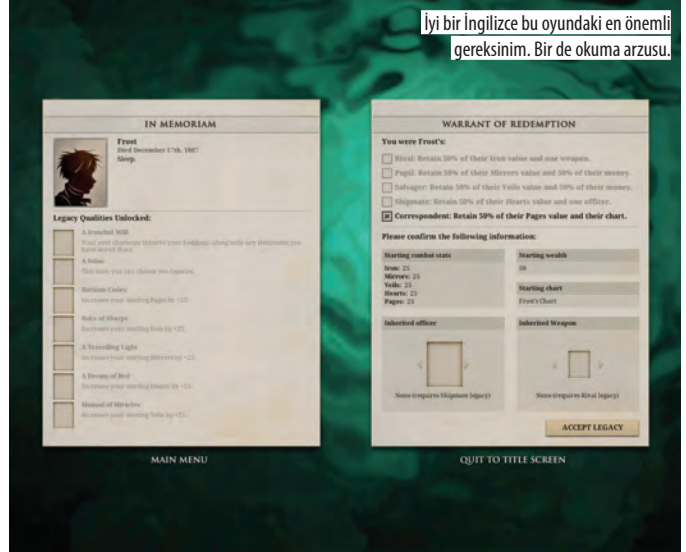 İyi bir İngilizce bu oyundaki en önemli
gereksinim. Bir de okuma arzusu.
IN MEMORIAM
Frost
Died December 17th, 1887
Sleep.
Legacy Qualities Unlocked:
A Ironclad Will
Your next character inherits your Lodgings, along with any Heirlooms you
have stored there.
A Scion
This time you can choose two legacies.
Horizon Codex
Increases your starting Pages by +25.
Boke of Sharps
Increases your starting Iron by +25.
A Travelling Light
Increases your starting Mirrors by +25.
A Dream of Red
Increases your starting Hearts by +25.
Manual of Miracles
Increases your starting Veils by +25.
MAIN MENU
WARRANT OF REDEMPTION
You were Frost's:
Rival: Retain 50% of their Iron value and one weapon.
Pupil: Retain 50% of their Mirrors value and 50% of their money.
Salvager: Retain 50% of their Veils value and 50% of their money.
Shipmate: Retain 50% of their Hearts value and one officer.
Correspondent: Retain 50% of their Pages value and their chart.
Please confirm the following information:
Starting combat stats
Iron: 25
Mirrors: 25
Veils: 25
Hearts: 25
Pages: 25
Starting wealth
Starting chart
Frost's Chart
Inherited officer
None (requires Shipmate legacy)
Inherited Weapon
None (requires Rival legacy)
ACCEPT LEGACY
QUIT TO TITLE SCREEN